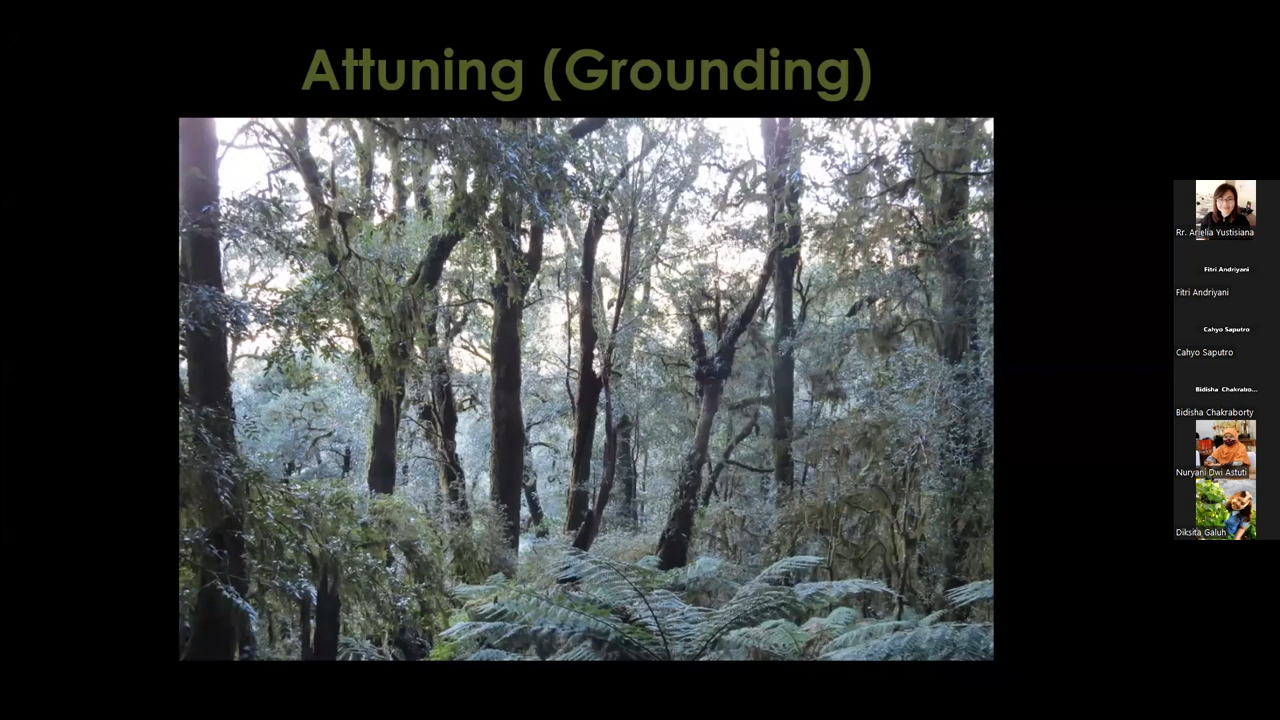 Attuning (Grounding)
Rr. Arielia Yustisiana
Fitri Andriyani
Fitri Andriyani
Cahyo Saputro
Cahyo Saputro
Bidisha Chakrabo...
Bidisha Chakraborty
Nuryani Dwi Astuti
Diksita Galuh